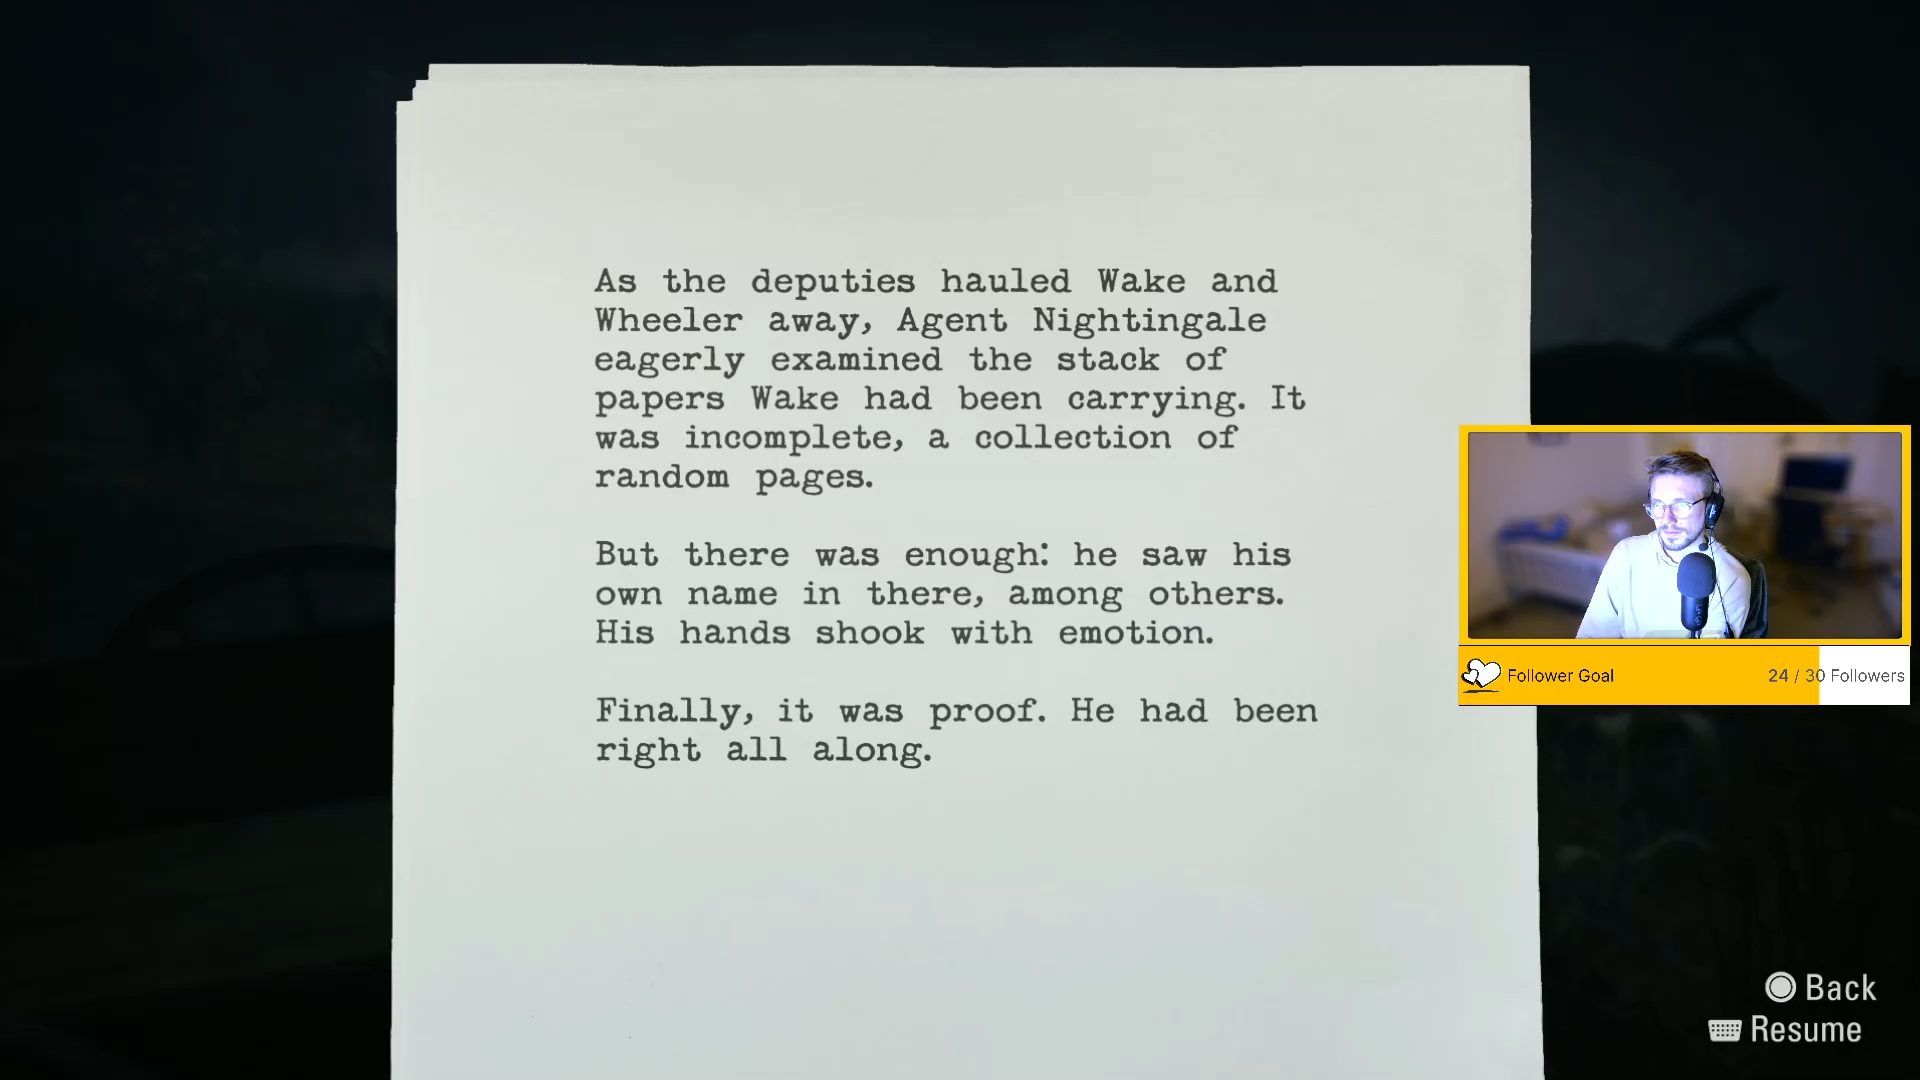 As the deputies hauled Wake and
Wheeler away, Agent Nightingale
eagerly examined the stack of
papers Wake had been carrying. It
was incomplete, a collection of
random pages.
But there was enough: he saw his
own name in there, among others.
His hands shook with emotion.
Finally, it was proof. He had been
right all along.
Follower Goal
24 / 30 Followers
Back
Resume